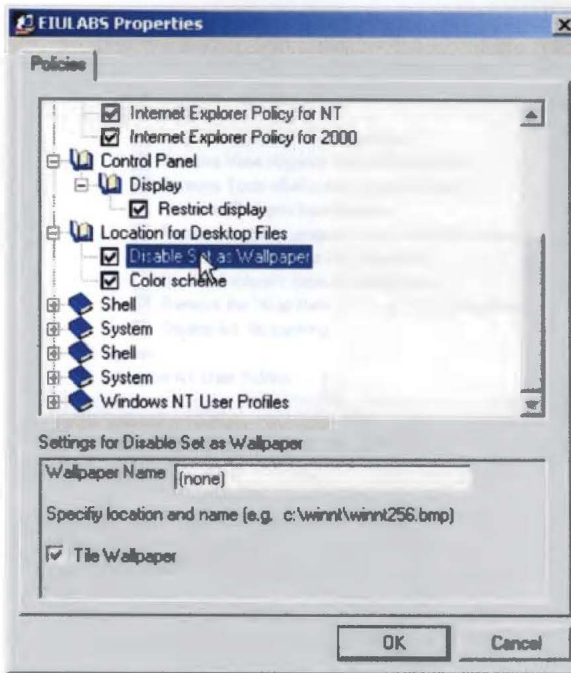 EIULABS Properties
Policies
Internet Explorer Policy for NT
Internet Explorer Policy for 2000
Control Panel
Display
Restrict display
Location for Desktop Files
Disable Set as Wallpaper
Color scheme
Shell
System
Shell
System
Windows NT User Profiles
Settings for Disable Set as Wallpaper
Wallpaper Name (none)
Specifiy location and name (e.g. c:\winnt\winnt256.bmp)
Tile Wallpaper
OK Cancel